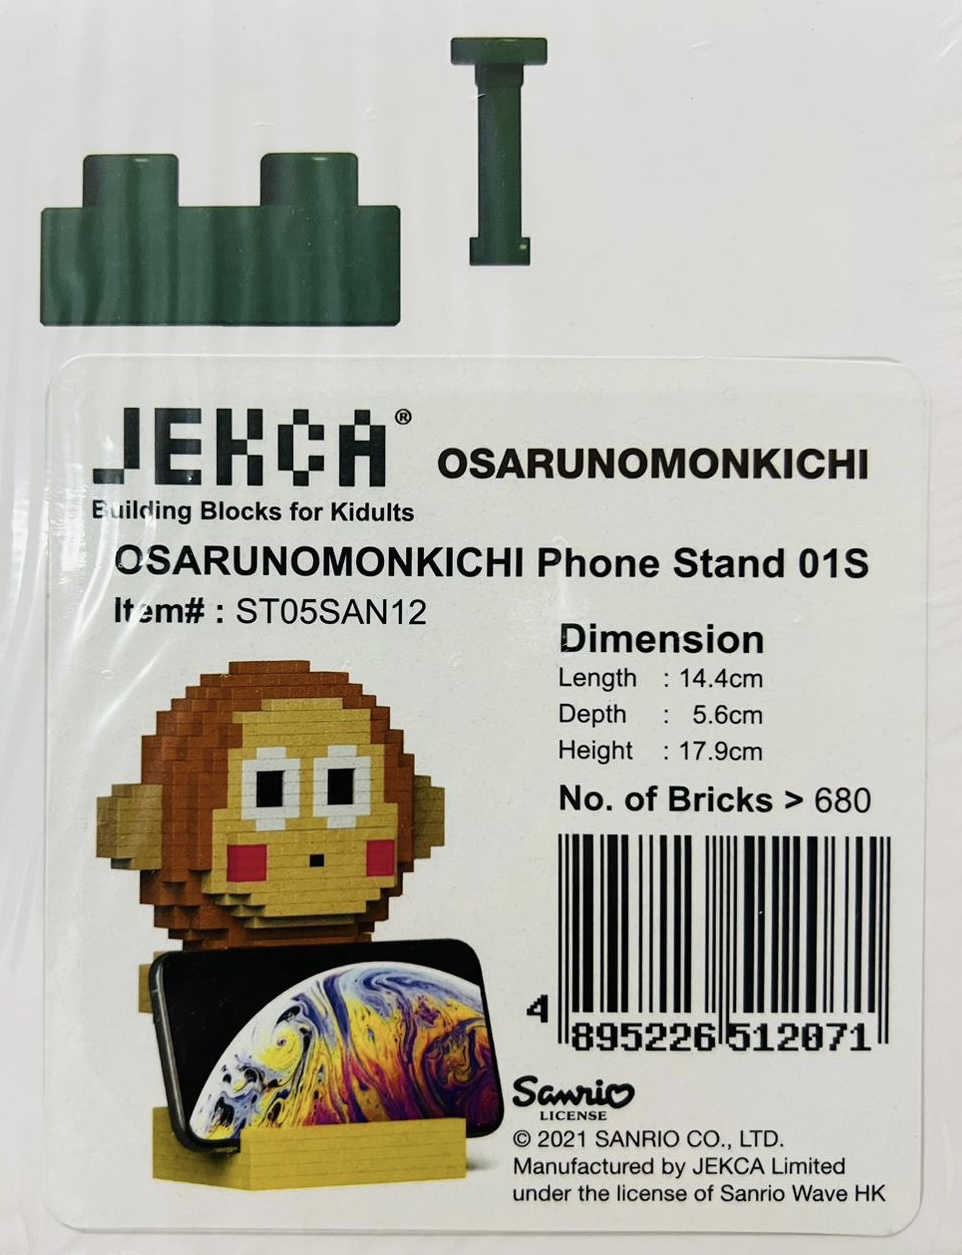 JEKCA®
OSARUNOMONKICHI
Building Blocks for Kidults
OSARUNOMONKICHI Phone Stand 01S
Item# : ST05SAN12
Dimension
Length : 14.4cm
Depth : 5.6cm
Height : 17.9cm
No. of Bricks > 680
4 895226 512071
Sanrio
LICENSE
© 2021 SANRIO CO., LTD.
Manufactured by JEKCA Limited
under the license of Sanrio Wave HK